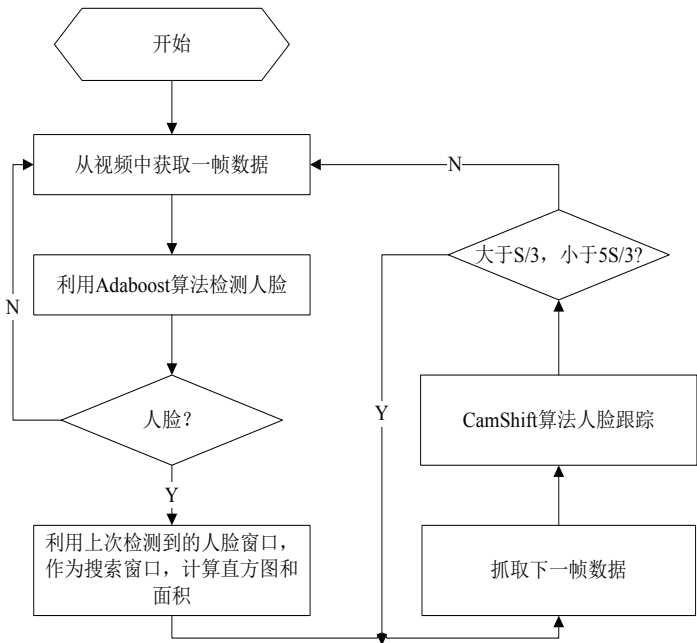 开始
从视频中获取一帧数据
利用Adaboost算法检测人脸
N
人脸？
Y
利用上次检测到的人脸窗口，
作为搜索窗口，计算直方图和
面积
N
大于S/3，小于5S/3?
Y
CamShift算法人脸跟踪
抓取下一帧数据